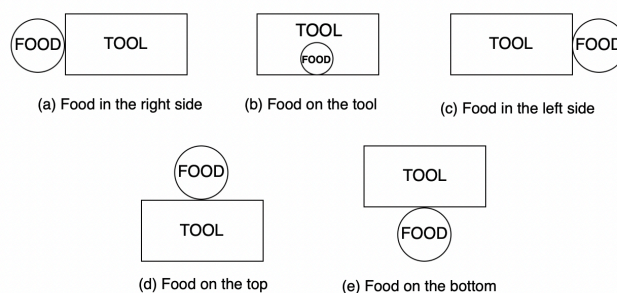 FOOD TOOL
TOOL
FOOD
TOOL FOOD
(a) Food in the right side
(b) Food on the tool
(c) Food in the left side
FOOD
TOOL
TOOL
FOOD
(d) Food on the top
(e) Food on the bottom